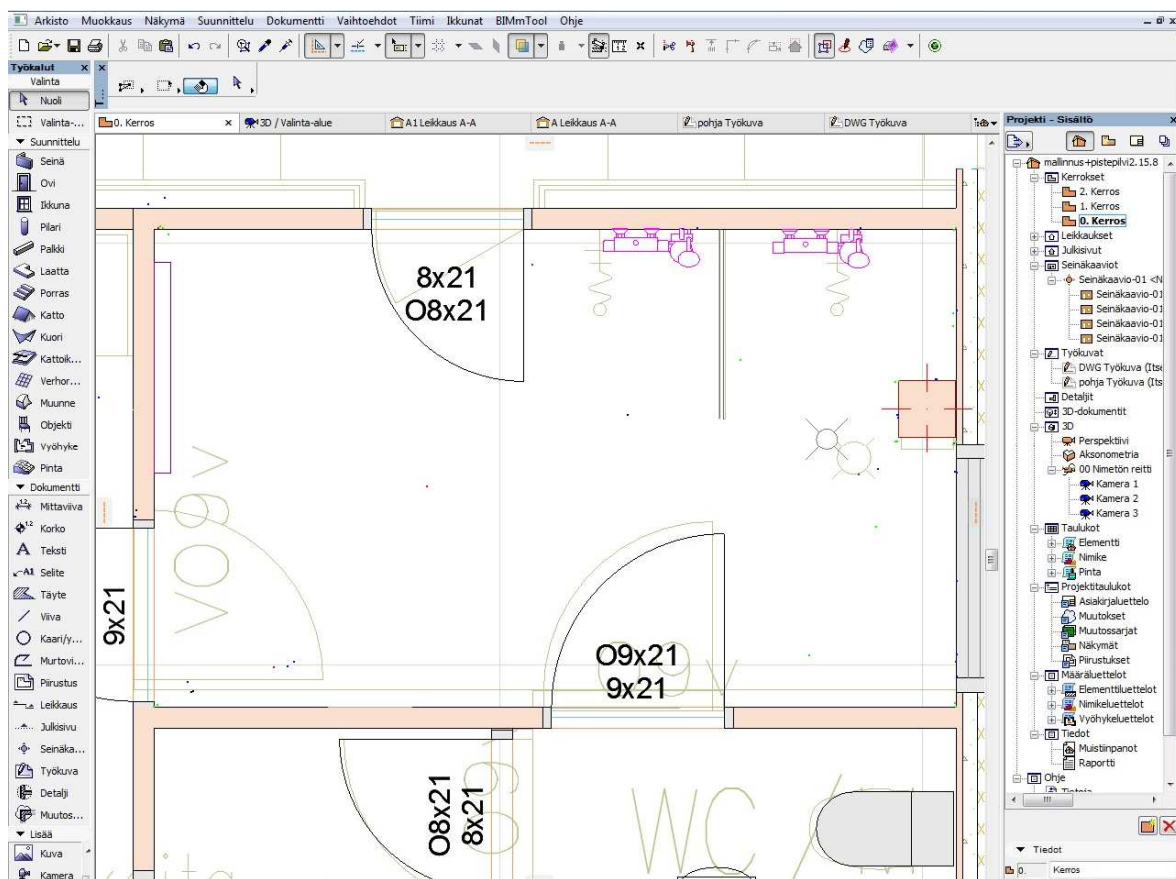 Arkisto Muokkaus Näkymä Suunnittelu Dokumentti Vaihtoehdot Tiimi Ikkunat BIMmTool Ohje
Työkalut
Valinta
Nuoli
Valinta-...
Suunnittelu
Seinä
Ovi
Ikkuna
Pilari
Palkki
Laatta
Porras
Katto
Kuori
Kattoik...
Verhor...
Muunne
Objekti
Vyöhyke
Pinta
Dokumentti
Mittaviiva
Korko
Teksti
A1 Selite
Täyte
Viiva
Kaari/y...
Murtovi...
Piirustus
Leikkaus
Julkisivu
Seinäka...
Työkuva
Detalji
Muutos...
Lisää
Kuva
Kamera
0. Kerros
3D / Valinta-alue
A1 Leikkaus A-A
A Leikkaus A-A
pohja Työkuva
DWG Työkuva
8x21
O8x21
VO9 v
9x21
O9x21
9x21
O8x21
8x21
WC
Projekti - Sisältö
mallinnus+pistepilvi2.15.8
Kerrokset
2. Kerros
1. Kerros
0. Kerros
Leikkaukset
Julkisivut
Seinäkaaviot
Seinäkaavio-01 <N
Seinäkaavio-01
Seinäkaavio-01
Seinäkaavio-01
Seinäkaavio-01
Työkuvat
DWG Työkuva (Itse
pohja Työkuva (Its
Detaljit
3D-dokumentit
3D
Perspektiivi
Aksonometria
00 Nimetön reitti
Kamera 1
Kamera 2
Kamera 3
Taulukot
Elementti
Nimike
Pinta
Projektitaulukot
Asiakirjaluettelo
Muutokset
Muutossarjat
Näkymät
Piirustukset
Määräluettelot
Elementtiluettelot
Nimikeluettelot
Vyöhykeluettelot
Tiedot
Muistiinpanot
Raportti
Ohje
Tietoja
Tiedot
0. Kerros